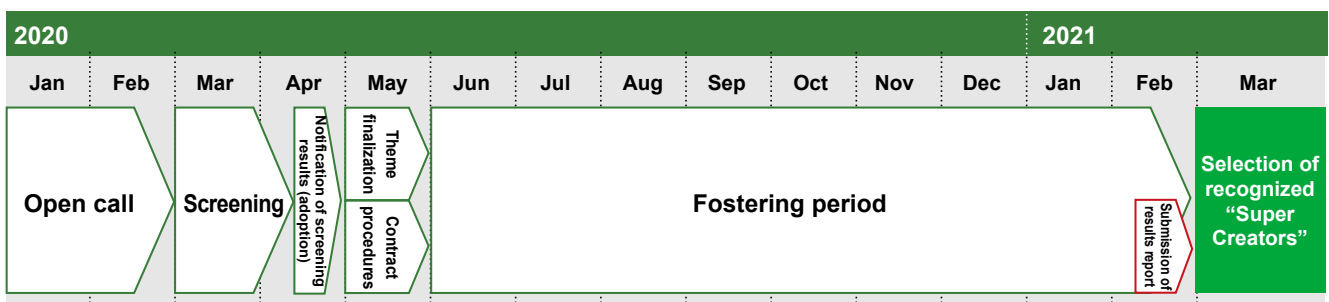 2020
2021
Jan
Feb
Mar
Apr
May
Jun
Jul
Aug
Sep
Oct
Nov
Dec
Jan
Feb
Mar
Open call
Screening
Notification of screening
results (adoption)
Theme
finalization
Contract
procedures
Fostering period
Submission of
results report
Selection of
recognized
“Super
Creators”